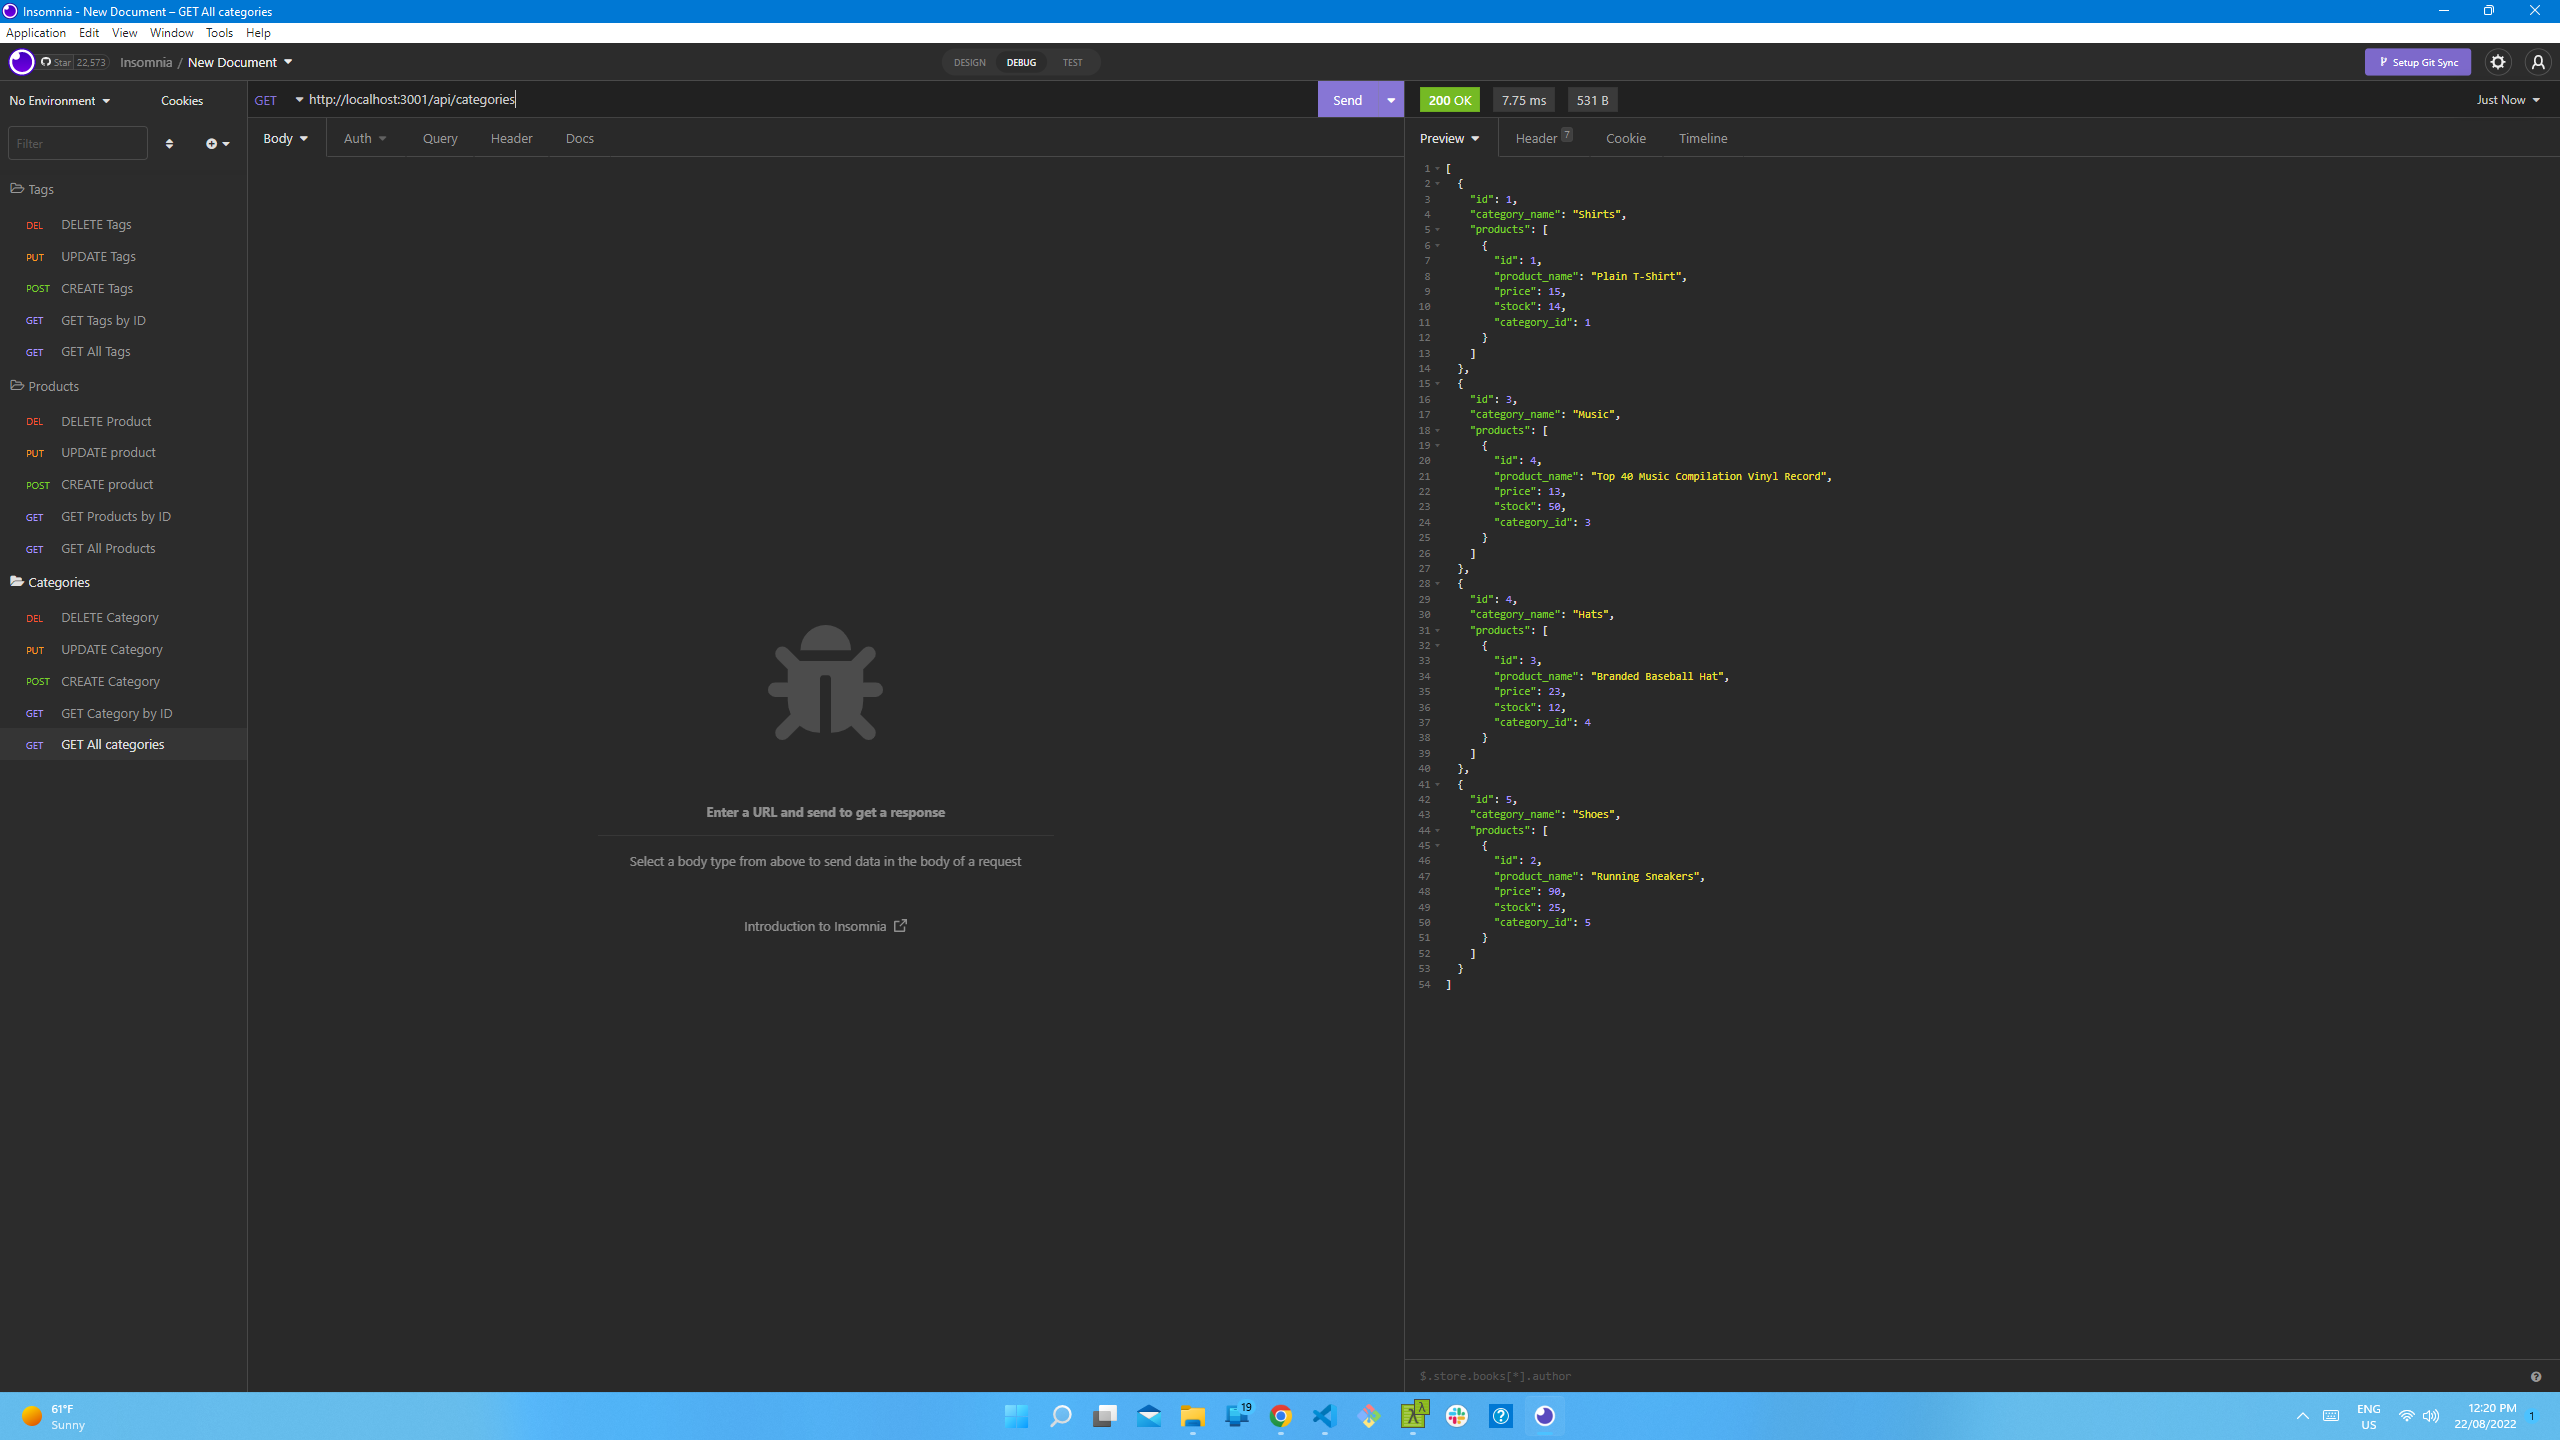 Insomnia - New Document – GET All categories
Application Edit View Window Tools Help
Star 22,573 Insomnia / New Document DESIGN DEBUG TEST Setup Git Sync
No Environment Cookies
GET http://localhost:3001/api/categories Send 200 OK 7.75 ms 531 B Just Now
Filter
Body Auth Query Header Docs
Preview Header 7 Cookie Timeline
Tags
DEL DELETE Tags
PUT UPDATE Tags
POST CREATE Tags
GET GET Tags by ID
GET GET All Tags
Products
DEL DELETE Product
PUT UPDATE product
POST CREATE product
GET GET Products by ID
GET GET All Products
Categories
DEL DELETE Category
PUT UPDATE Category
POST CREATE Category
GET GET Category by ID
GET GET All categories
Enter a URL and send to get a response
Select a body type from above to send data in the body of a request
Introduction to Insomnia
1 [
2 {
3 "id": 1,
4 "category_name": "Shirts",
5 "products": [
6 {
7 "id": 1,
8 "product_name": "Plain T-Shirt",
9 "price": 15,
10 "stock": 14,
11 "category_id": 1
12 }
13 ]
14 },
15 {
16 "id": 3,
17 "category_name": "Music",
18 "products": [
19 {
20 "id": 4,
21 "product_name": "Top 40 Music Compilation Vinyl Record",
22 "price": 13,
23 "stock": 50,
24 "category_id": 3
25 }
26 ]
27 },
28 {
29 "id": 4,
30 "category_name": "Hats",
31 "products": [
32 {
33 "id": 3,
34 "product_name": "Branded Baseball Hat",
35 "price": 23,
36 "stock": 12,
37 "category_id": 4
38 }
39 ]
40 },
41 {
42 "id": 5,
43 "category_name": "Shoes",
44 "products": [
45 {
46 "id": 2,
47 "product_name": "Running Sneakers",
48 "price": 90,
49 "stock": 25,
50 "category_id": 5
51 }
52 ]
53 }
54 ]
$.store.books[*].author
61°F
Sunny
19
ENG
US
12:20 PM
22/08/2022
1